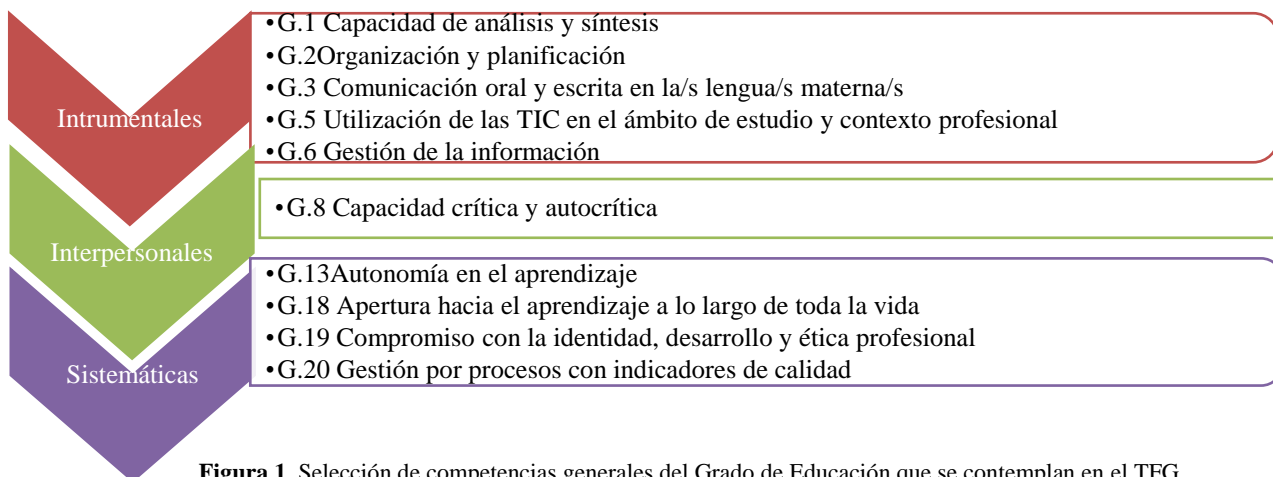 Intrumentales
•G.1 Capacidad de análisis y síntesis
•G.2Organización y planificación
•G.3 Comunicación oral y escrita en la/s lengua/s materna/s
•G.5 Utilización de las TIC en el ámbito de estudio y contexto profesional
•G.6 Gestión de la información
Interpersonales
•G.8 Capacidad crítica y autocrítica
Sistemáticas
•G.13Autonomía en el aprendizaje
•G.18 Apertura hacia el aprendizaje a lo largo de toda la vida
•G.19 Compromiso con la identidad, desarrollo y ética profesional
•G.20 Gestión por procesos con indicadores de calidad
Figura 1. Selección de competencias generales del Grado de Educación que se contemplan en el TFG